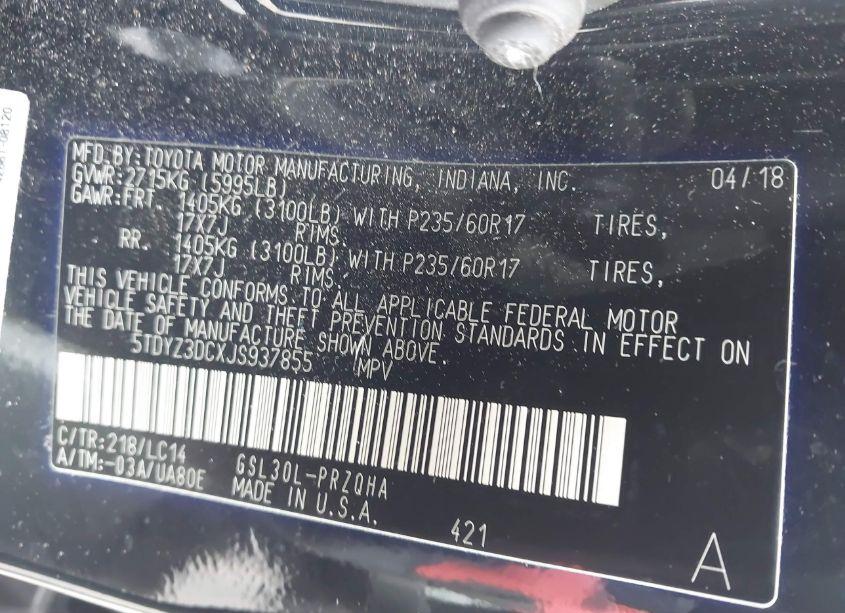 MFD.BY:TOYOTA MOTOR MANUFACTURING, INDIANA, INC. 04/18
GVWR:2715KG (5995LB)
GAWR:FRT 1405KG (3100LB) WITH P235/60R17 TIRES,
17X7J RIMS.
RR. 1405KG (3100LB) WITH P235/60R17 TIRES,
17X7J RIMS.
THIS VEHICLE CONFORMS TO ALL APPLICABLE FEDERAL MOTOR
VEHICLE SAFETY AND THEFT PREVENTION STANDARDS IN EFFECT ON
THE DATE OF MANUFACTURE SHOWN ABOVE.
5TDYZ3DCXJS937855 MPV
C/TR:218/LC14
A/TM:-03A/UA80E GSL30L-PRZQHA
MADE IN U.S.A.
421
A